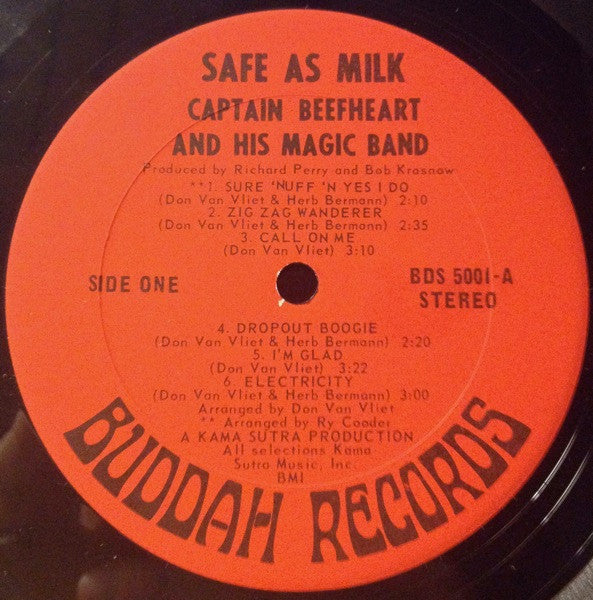 SAFE AS MILK
CAPTAIN BEEFHEART
AND HIS MAGIC BAND
Produced by Richard Perry and Bob Krasnow
**1. SURE 'NUFF 'N YES I DO
(Don Van Vliet & Herb Bermann) 2:10
2. ZIG ZAG WANDERER
(Don Van Vliet & Herb Bermann) 2:35
3. CALL ON ME
(Don Van Vliet) 3:10
SIDE ONE
BDS 5001-A
STEREO
4. DROPOUT BOOGIE
(Don Van Vliet & Herb Bermann) 2:20
5. I'M GLAD
(Don Van Vliet) 3:22
6. ELECTRICITY
(Don Van Vliet & Herb Bermann) 3:00
Arranged by Don Van Vliet
** Arranged by Ry Cooder
A KAMA SUTRA PRODUCTION
All selections Kama
Sutra Music, Inc.
BMI
BUDDAH RECORDS